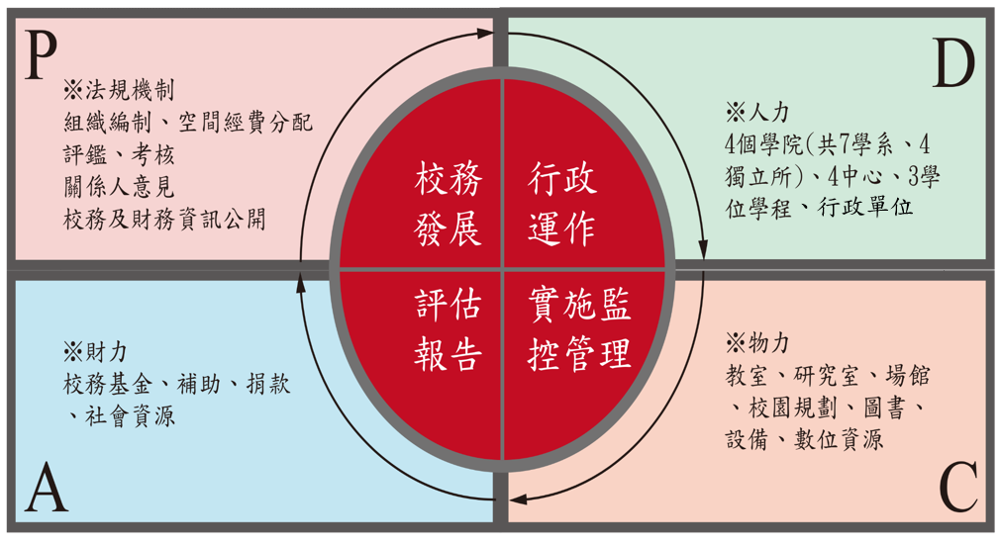 P
※法規機制
組織編制、空間經費分配
評鑑、考核
關係人意見
校務及財務資訊公開
D
※人力
4個學院(共7學系、4
獨立所)、4中心、3學
位學程、行政單位
校務
發展
行政
運作
評估
報告
實施監
控管理
※財力
校務基金、補助、捐款
、社會資源
A
※物力
教室、研究室、場館
、校園規劃、圖書、
設備、數位資源
C